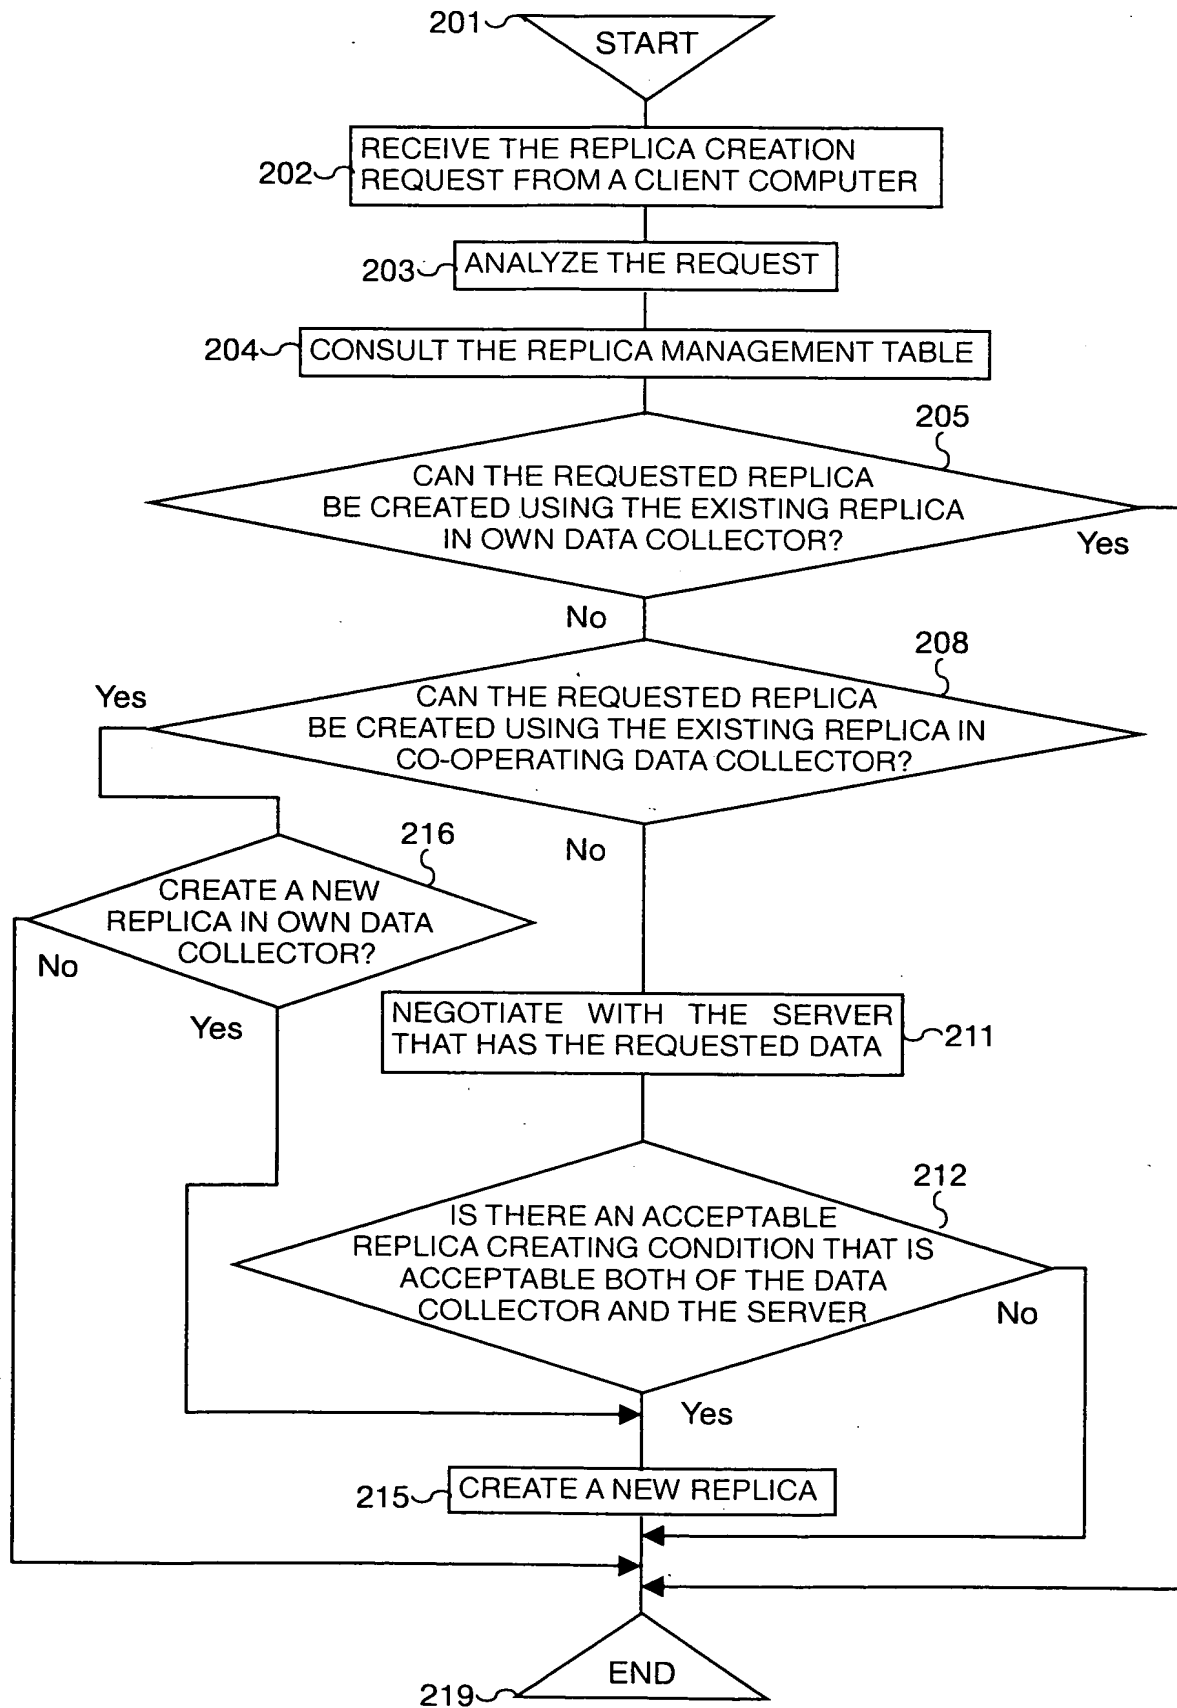 201
START
202
RECEIVE THE REPLICA CREATION
REQUEST FROM A CLIENT COMPUTER
203
ANALYZE THE REQUEST
204
CONSULT THE REPLICA MANAGEMENT TABLE
205
CAN THE REQUESTED REPLICA
BE CREATED USING THE EXISTING REPLICA
IN OWN DATA COLLECTOR?
Yes
No
208
CAN THE REQUESTED REPLICA
BE CREATED USING THE EXISTING REPLICA IN
CO-OPERATING DATA COLLECTOR?
Yes
No
216
CREATE A NEW
REPLICA IN OWN DATA
COLLECTOR?
No
Yes
NEGOTIATE WITH THE SERVER
THAT HAS THE REQUESTED DATA
211
212
IS THERE AN ACCEPTABLE
REPLICA CREATING CONDITION THAT IS
ACCEPTABLE BOTH OF THE DATA
COLLECTOR AND THE SERVER
No
Yes
215
CREATE A NEW REPLICA
END
219